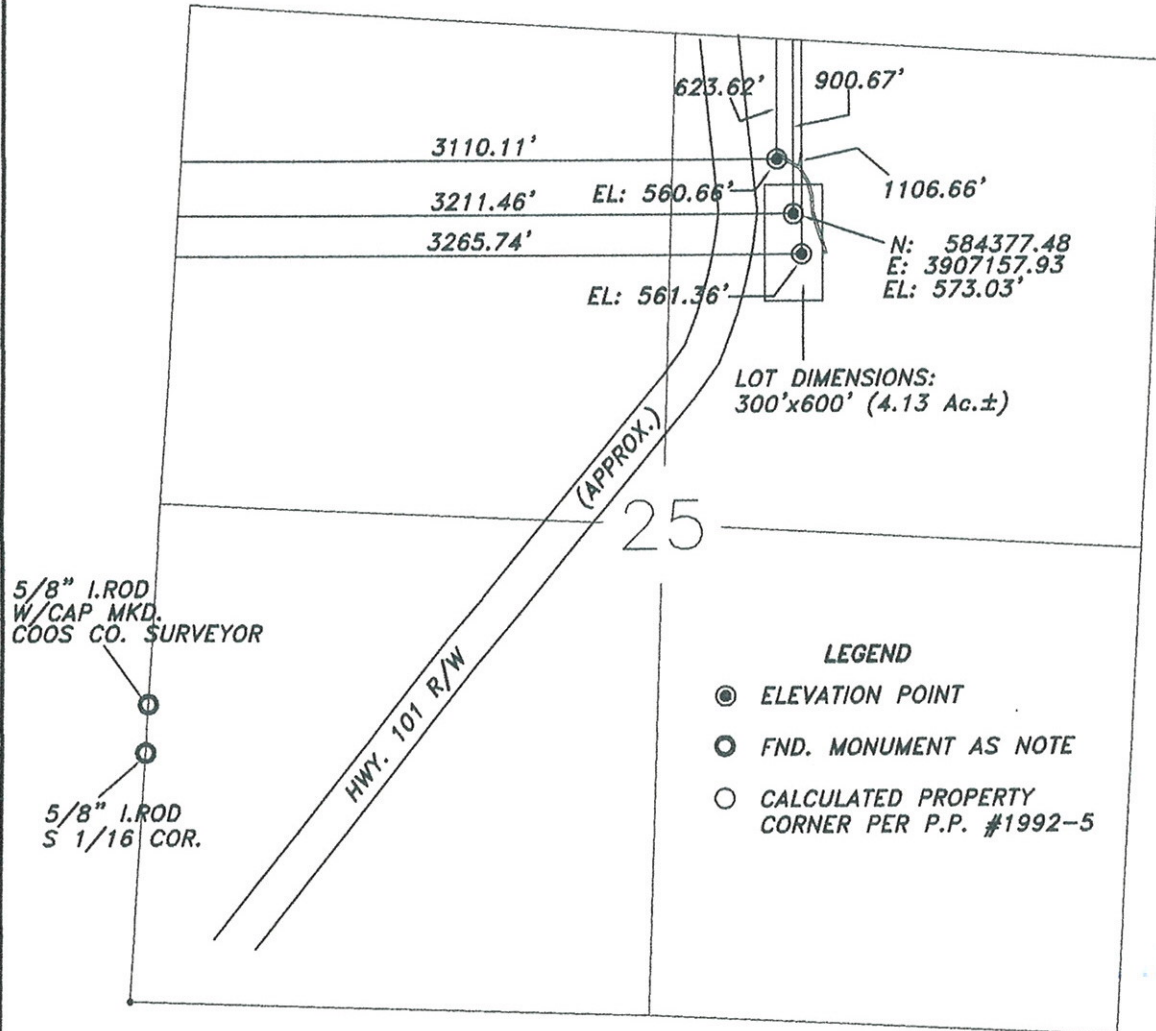 623.62'
900.67'
3110.11'
EL: 560.66'
1106.66'
3211.46'
N: 584377.48
E: 3907157.93
EL: 573.03'
3265.74'
EL: 561.36'
LOT DIMENSIONS:
300'x600' (4.13 Ac.±)
(APPROX.)
25
5/8" I.ROD
W/CAP MKD.
COOS CO. SURVEYOR
HWY. 101 R/W
5/8" I.ROD
S 1/16 COR.
LEGEND
ELEVATION POINT
FND. MONUMENT AS NOTE
CALCULATED PROPERTY
CORNER PER P.P. #1992-5